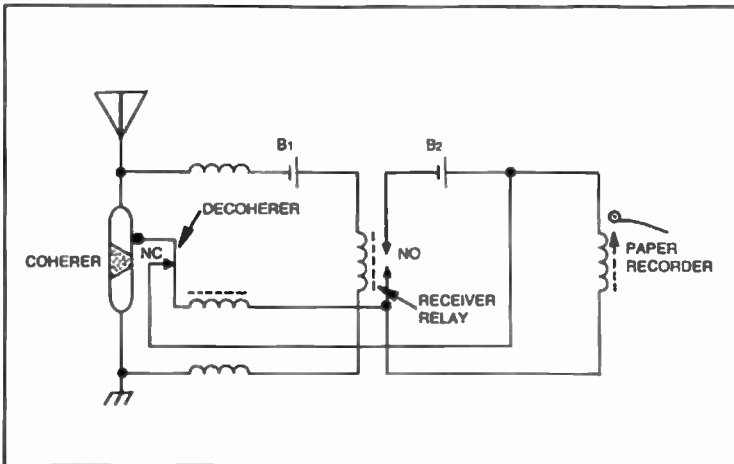 B1
B2
DECOHERER
COHERER
NC
NO
PAPER
RECORDER
RECEIVER
RELAY